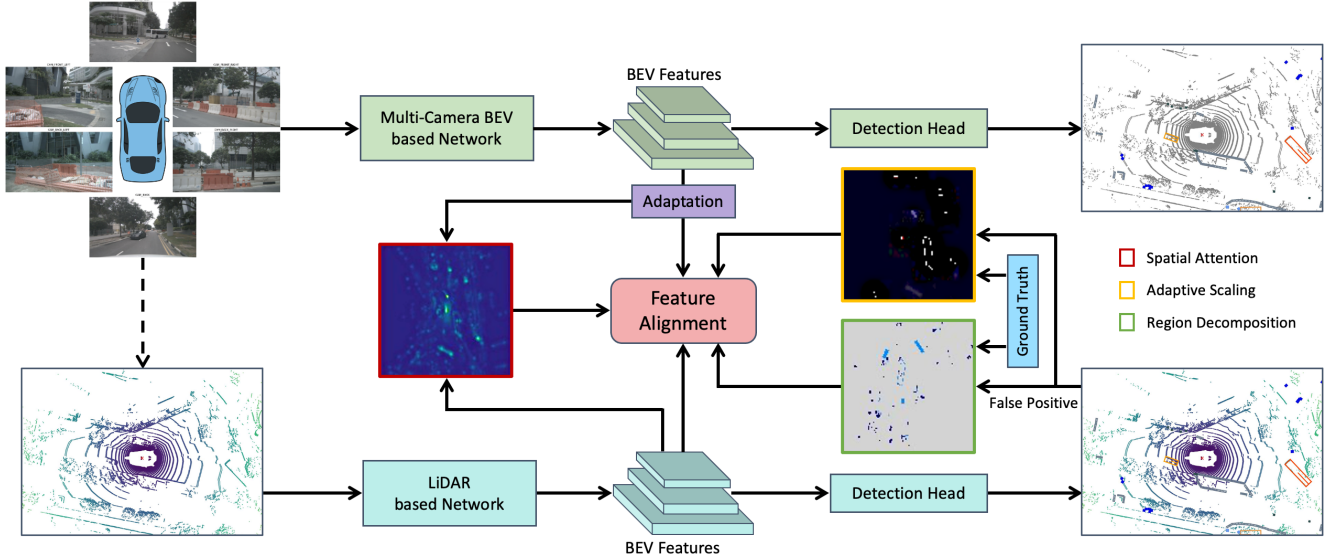 BEV Features
Multi-Camera BEV
based Network
Detection Head
Adaptation
Feature
Alignment
Ground Truth
Spatial Attention
Adaptive Scaling
Region Decomposition
False Positive
LiDAR
based Network
Detection Head
BEV Features